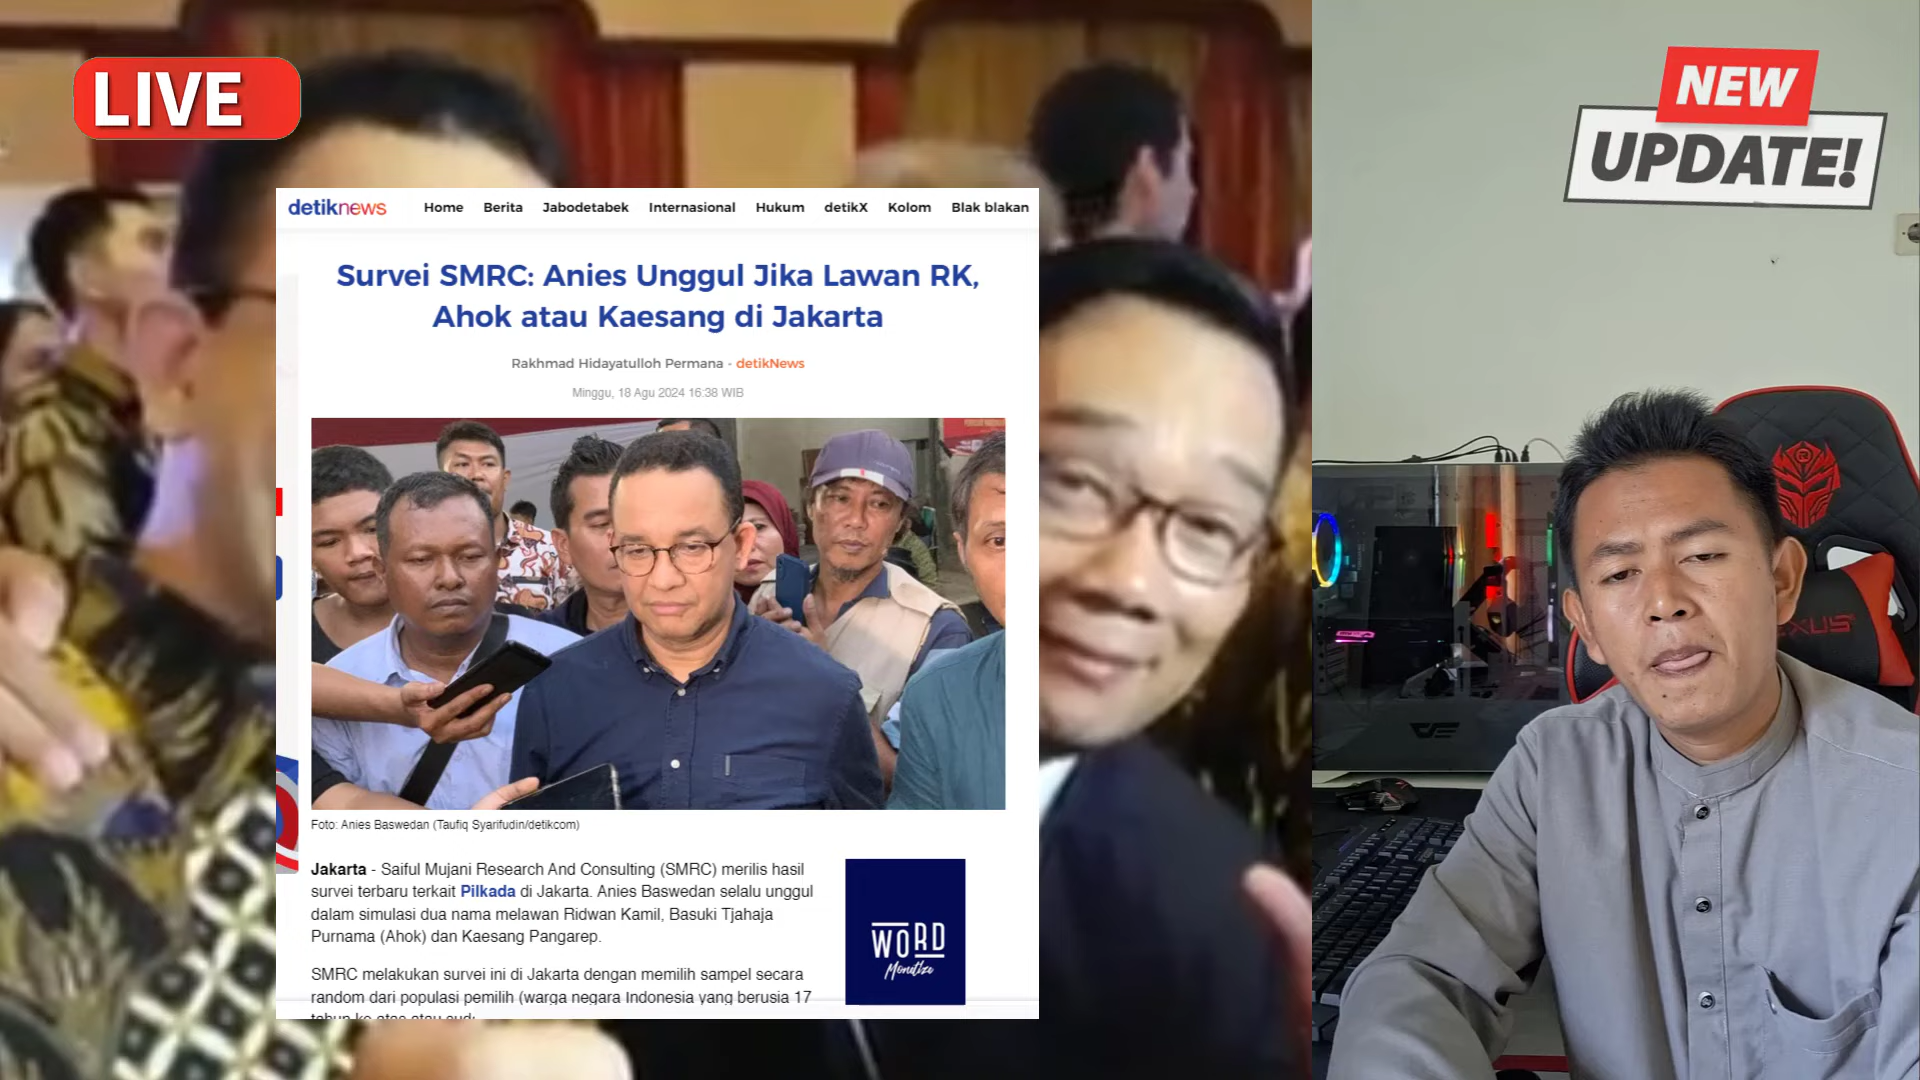 LIVE
NEW
UPDATE!
detiknews
Home Berita Jabodetabek Internasional Hukum detikX Kolom Blak blakan
Survei SMRC: Anies Unggul Jika Lawan RK,
Ahok atau Kaesang di Jakarta
Rakhmad Hidayatulloh Permana - detikNews
Minggu, 18 Agu 2024 16:38 WIB
Foto: Anies Baswedan (Taufiq Syarifudin/detikcom)
Jakarta - Saiful Mujani Research And Consulting (SMRC) merilis hasil
survei terbaru terkait Pilkada di Jakarta. Anies Baswedan selalu unggul
dalam simulasi dua nama melawan Ridwan Kamil, Basuki Tjahaja
Purnama (Ahok) dan Kaesang Pangarep.
SMRC melakukan survei ini di Jakarta dengan memilih sampel secara
random dari populasi pemilih (warga negara Indonesia yang berusia 17
WORD
Monetize